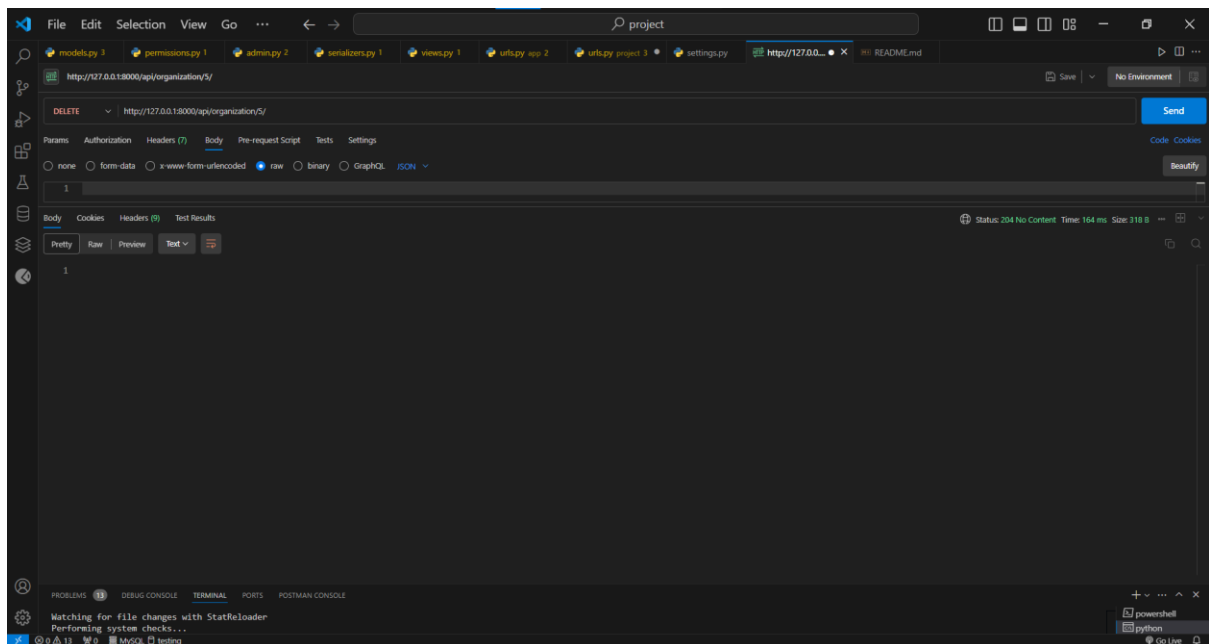 File Edit Selection View Go ··· project
models.py 3 permissions.py 1 admin.py 2 serializers.py 1 views.py 1 urls.py app 2 urls.py project 3 settings.py http://127.0.0.... README.md
http://127.0.0.1:8000/api/organization/5/ Save No Environment
DELETE http://127.0.0.1:8000/api/organization/5/ Send
Params Authorization Headers (7) Body Pre-request Script Tests Settings Code Cookies
none form-data x-www-form-urlencoded raw binary GraphQL JSON Beautify
1
Body Cookies Headers (9) Test Results Status: 204 No Content Time: 164 ms Size: 318 B
Pretty Raw Preview Text
1
PROBLEMS 13 DEBUG CONSOLE TERMINAL PORTS POSTMAN CONSOLE
Watching for file changes with StatReloader powershell
Performing system checks... python
0 13 0 MySQL testing Go Live